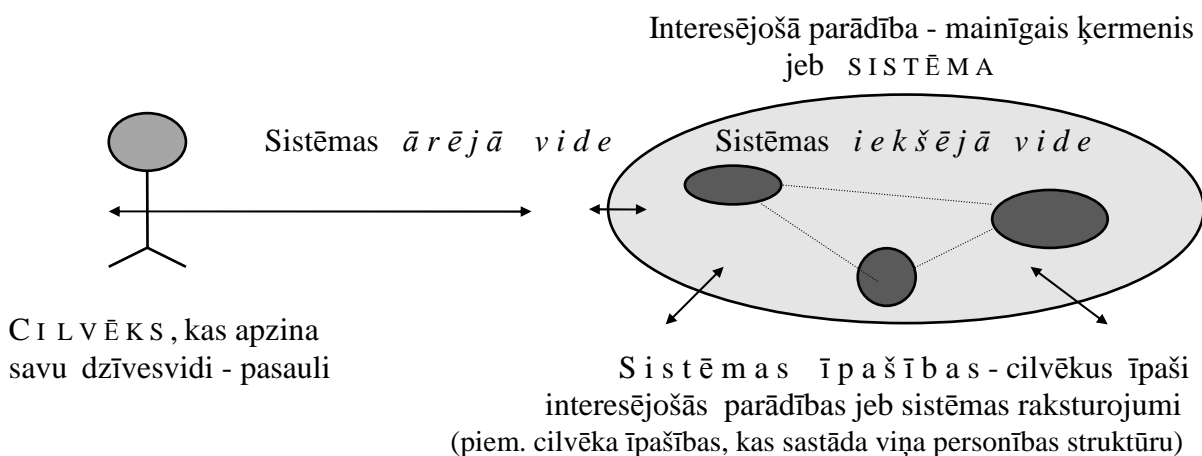 Interesējošā parādība - mainīgais ķermenis
jeb SISTĒMA
Sistēmas ārējā vide
Sistēmas iekšējā vide
CILVĒKS, kas apzina
savu dzīvesvidi - pasauli
Sistēmas īpašības - cilvēkus īpaši
interesējošās parādības jeb sistēmas raksturojumi
(piem. cilvēka īpašības, kas sastāda viņa personības struktūru)